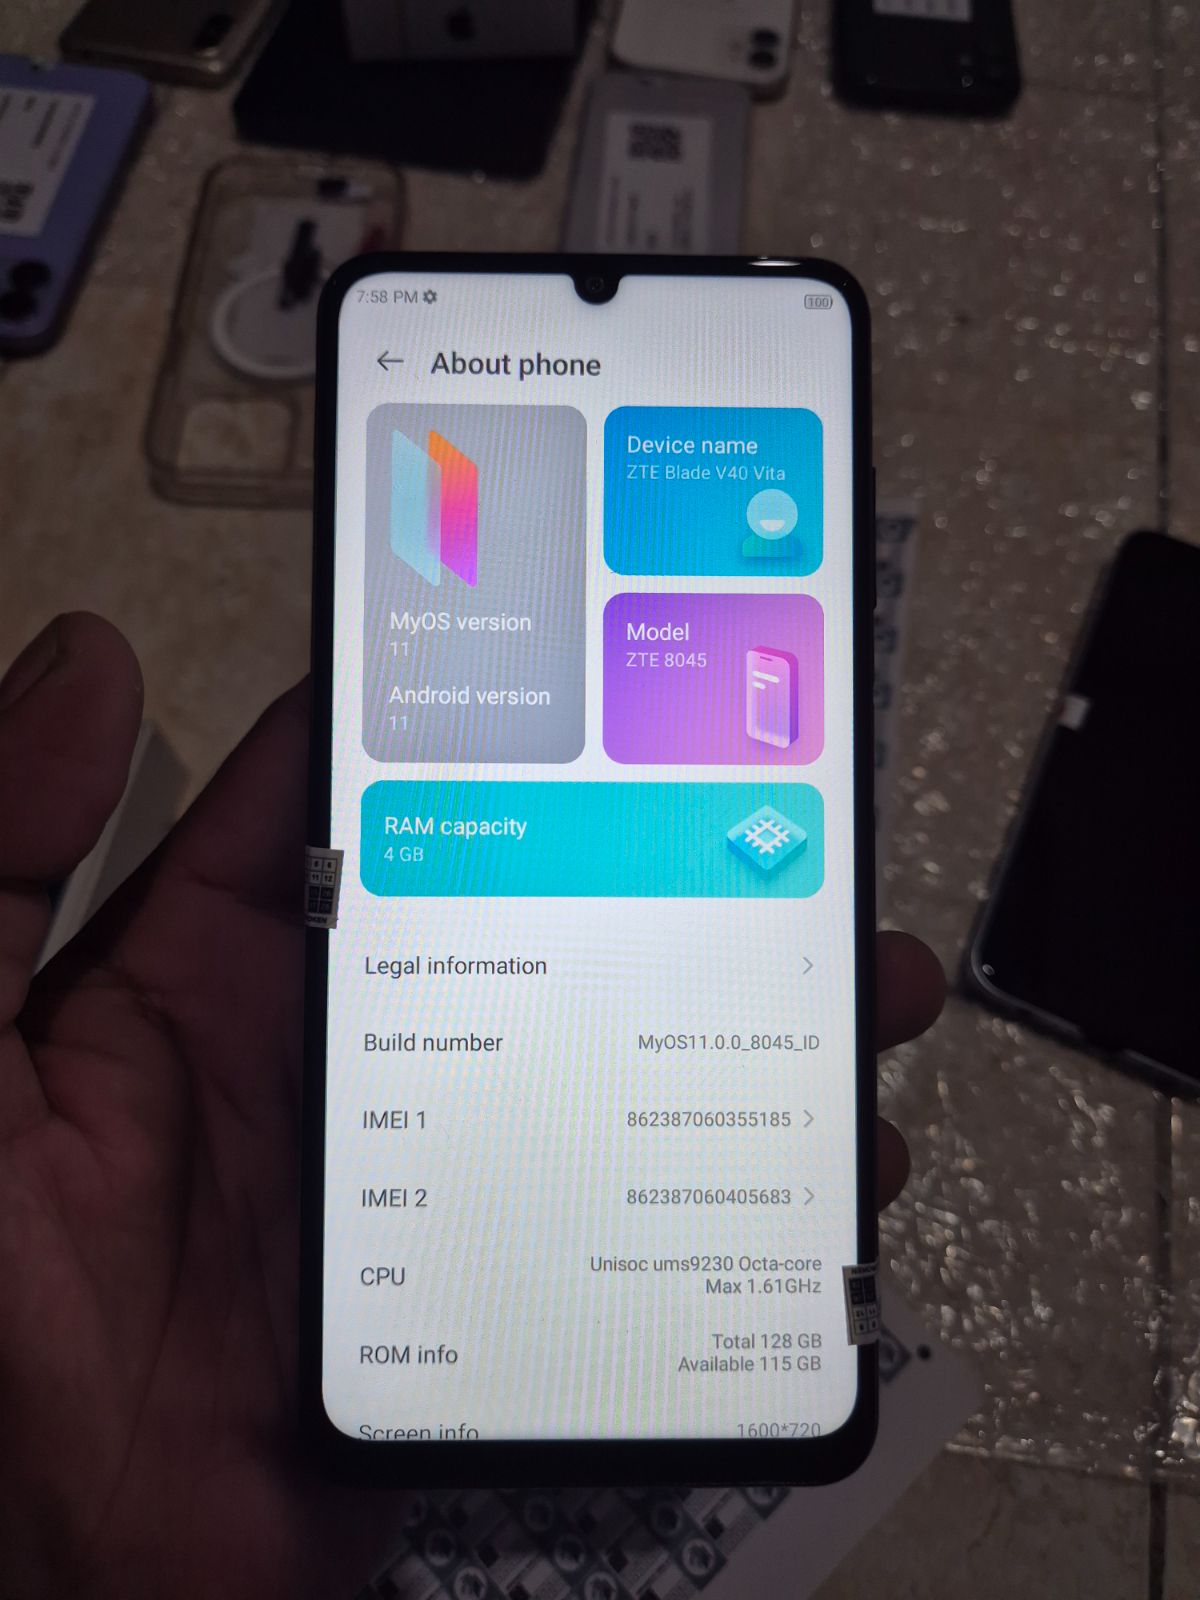 7:58 PM
100
About phone
MyOS version
11
Android version
11
Device name
ZTE Blade V40 Vita
Model
ZTE 8045
RAM capacity
4 GB
Legal information
Build number
MyOS11.0.0_8045_ID
IMEI 1
862387060355185
IMEI 2
862387060405683
CPU
Unisoc ums9230 Octa-core
Max 1.61GHz
ROM info
Total 128 GB
Available 115 GB
Screen info
1600*720